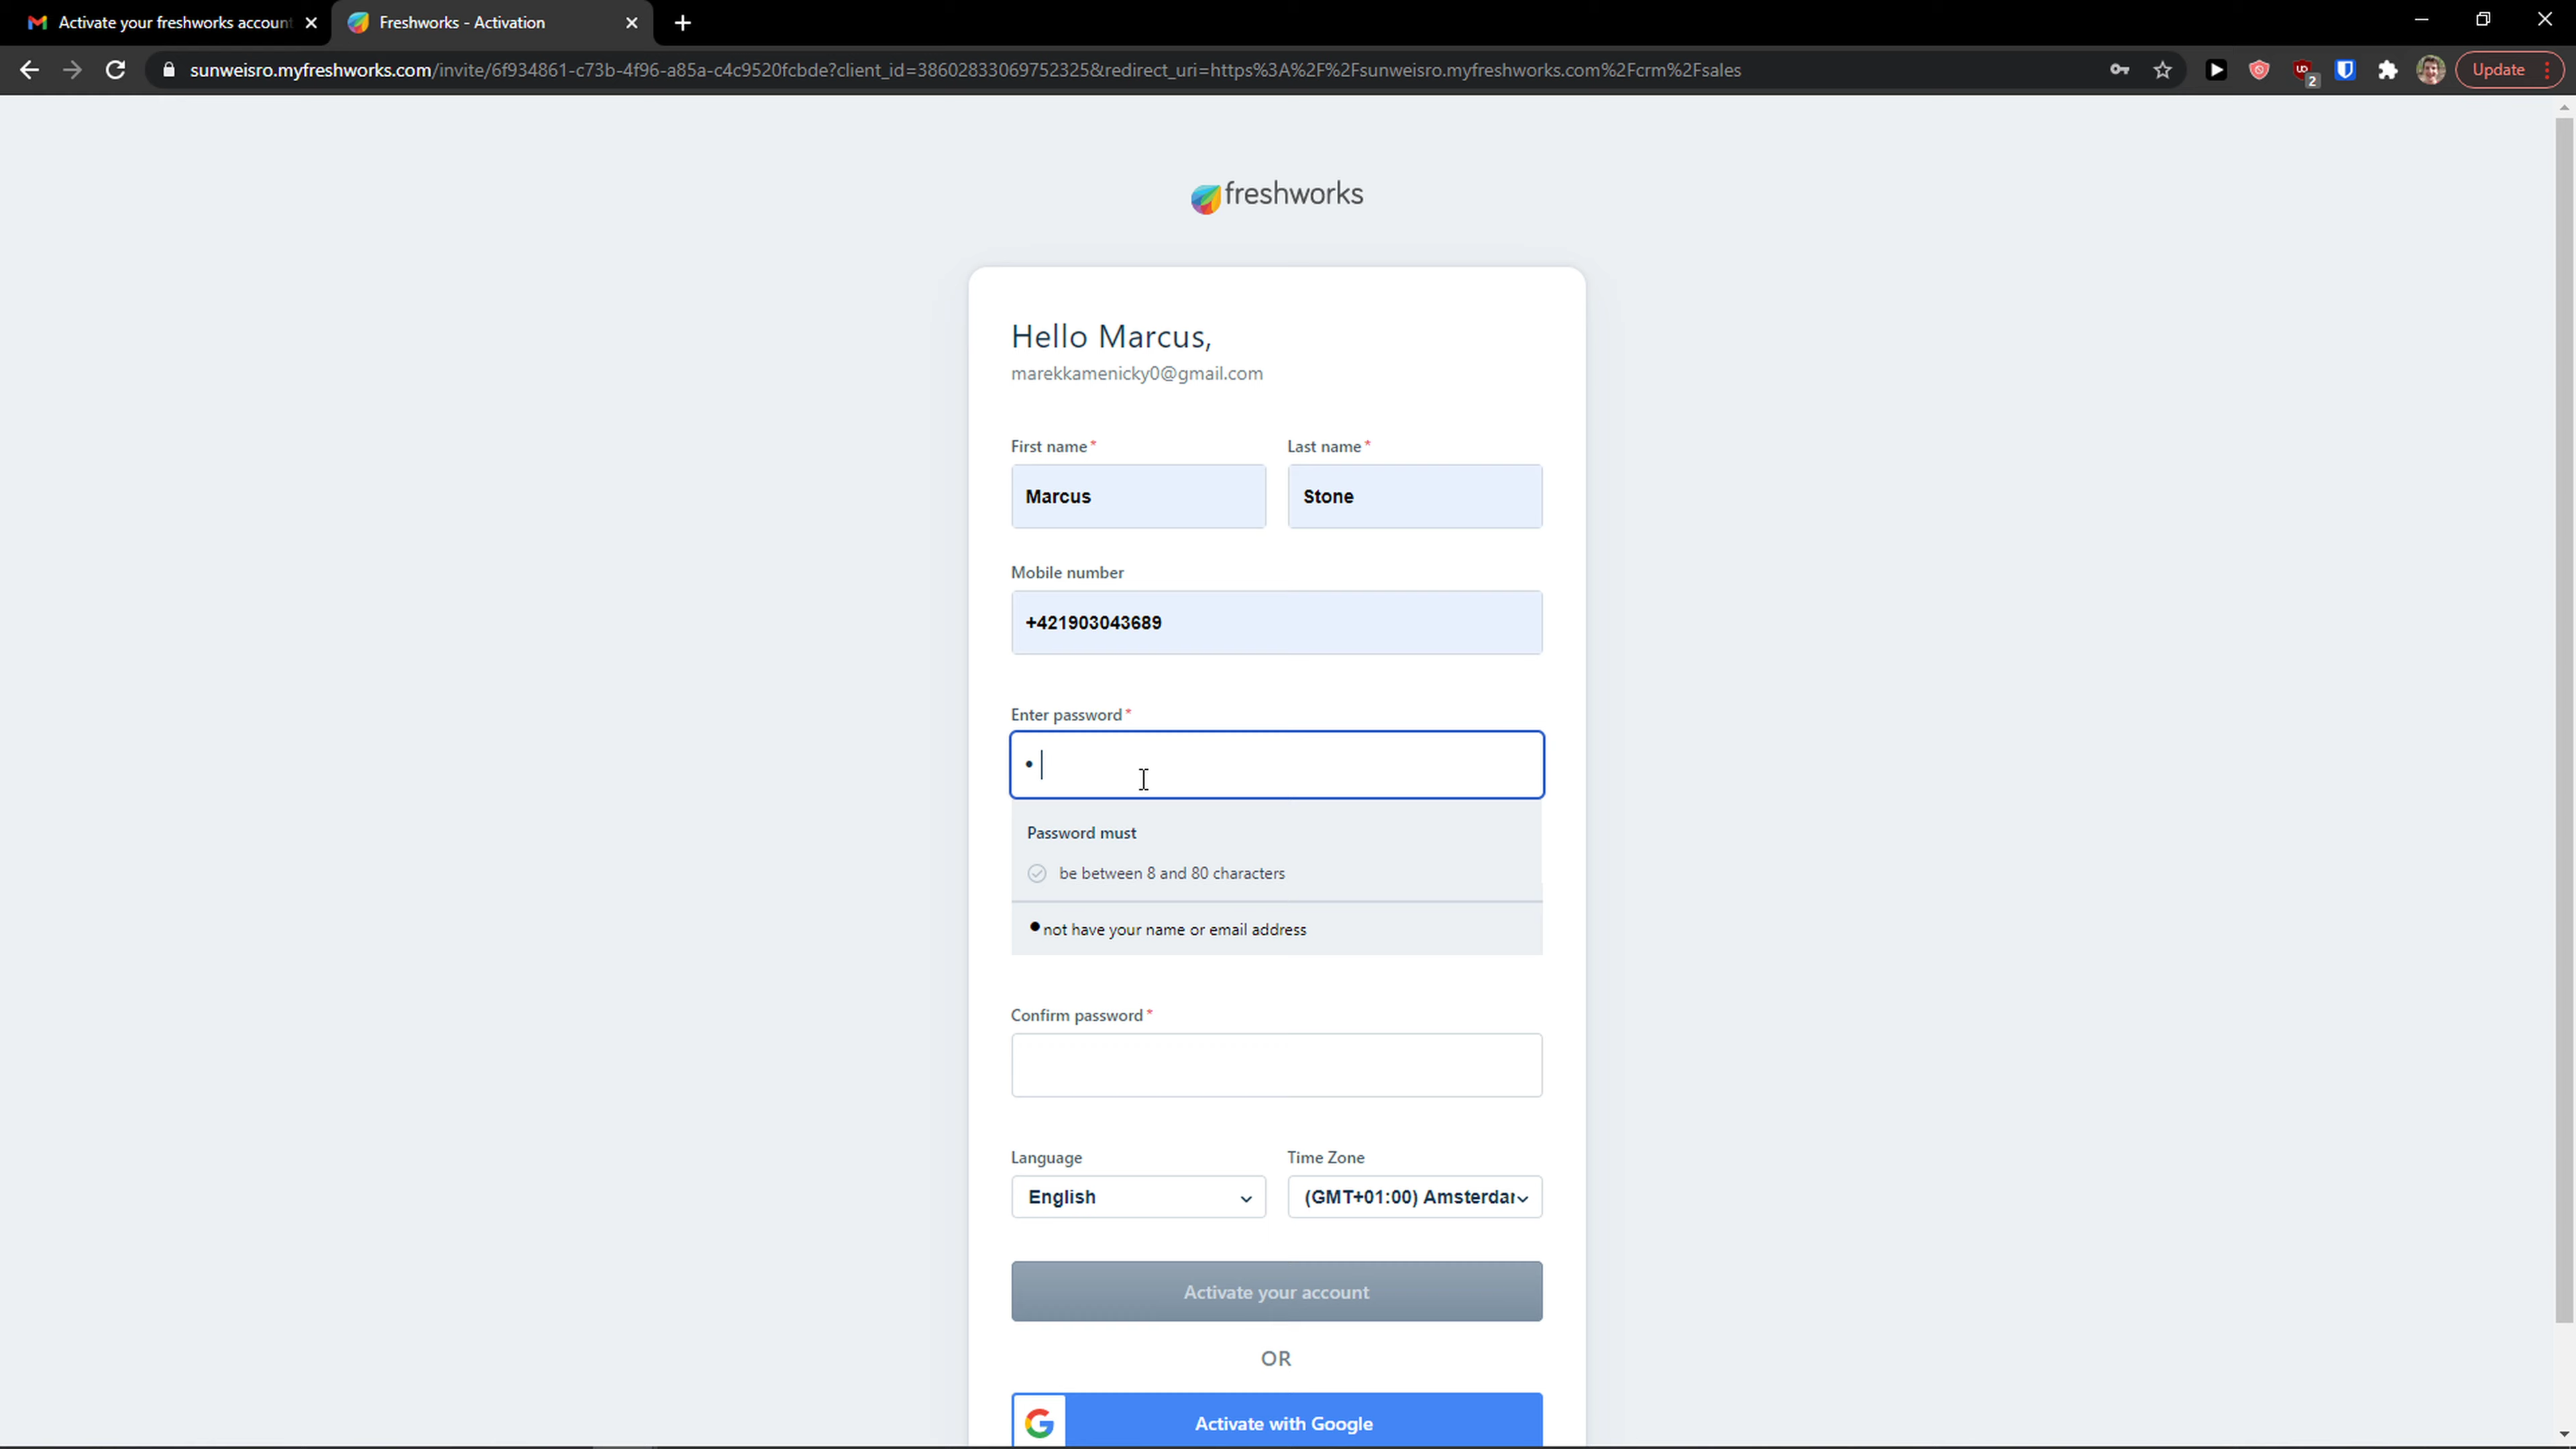 Activate your freshworks accoun
Freshworks - Activation
sunweisro.myfreshworks.com/invite/6f934861-c73b-4f96-a85a-c4c9520fcbde?client_id=38602833069752325&redirect_uri=https%3A%2F%2Fsunweisro.myfreshworks.com%2Fcrm%2Fsales
2
Update
freshworks
Hello Marcus,
marekkamenicky0@gmail.com
First name*
Last name*
Marcus
Stone
Mobile number
+421903043689
Enter password*
Password must
be between 8 and 80 characters
not have your name or email address
Confirm password*
Language
Time Zone
English
(GMT+01:00) Amsterdar
Activate your account
OR
Activate with Google